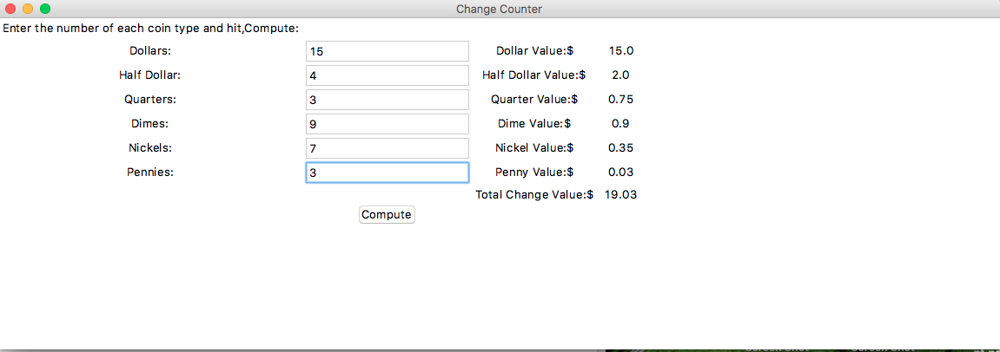 Change Counter
Enter the number of each coin type and hit,Compute:
Dollars: 15 Dollar Value:$ 15.0
Half Dollar: 4 Half Dollar Value:$ 2.0
Quarters: 3 Quarter Value:$ 0.75
Dimes: 9 Dime Value:$ 0.9
Nickels: 7 Nickel Value:$ 0.35
Pennies: 3 Penny Value:$ 0.03
Total Change Value:$ 19.03
Compute